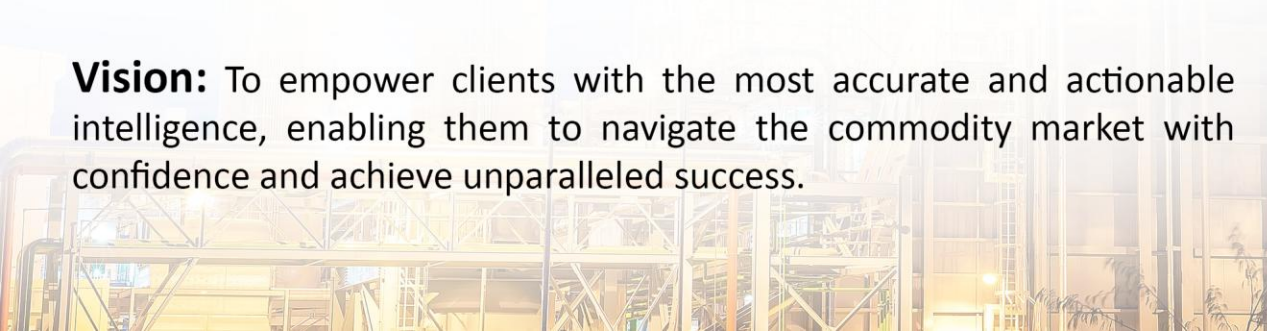 Vision: To empower clients with the most accurate and actionable
intelligence, enabling them to navigate the commodity market with
confidence and achieve unparalleled success.